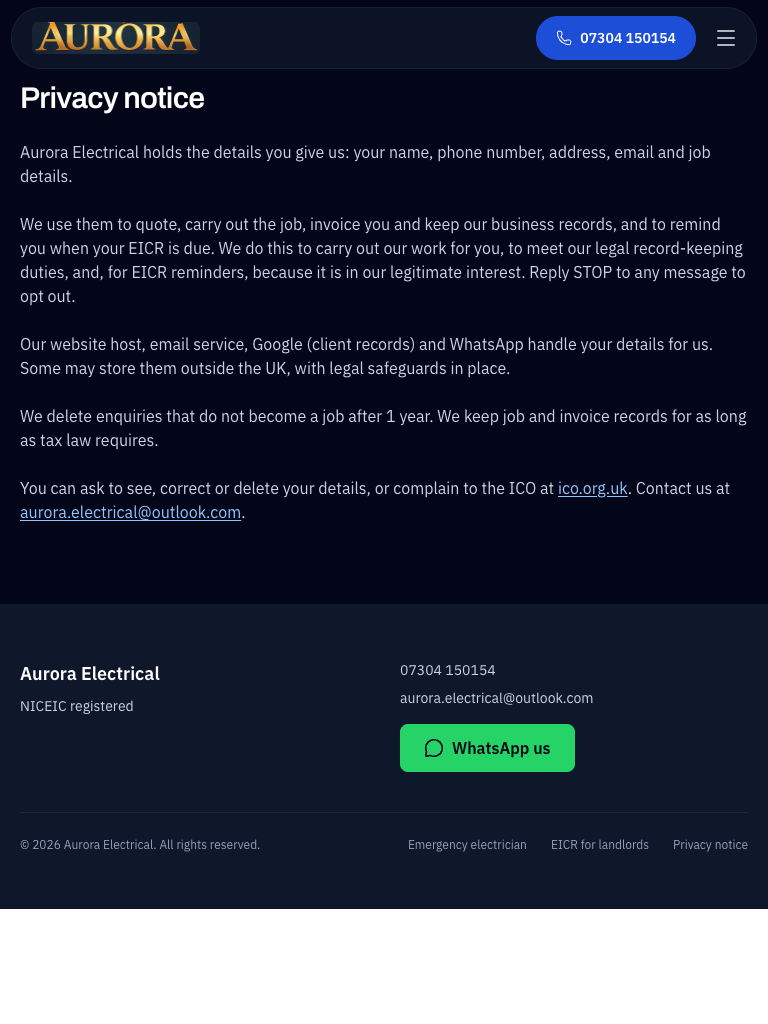 AURORA
07304 150154
Privacy notice
Aurora Electrical holds the details you give us: your name, phone number, address, email and job
details.
We use them to quote, carry out the job, invoice you and keep our business records, and to remind
you when your EICR is due. We do this to carry out our work for you, to meet our legal record-keeping
duties, and, for EICR reminders, because it is in our legitimate interest. Reply STOP to any message to
opt out.
Our website host, email service, Google (client records) and WhatsApp handle your details for us.
Some may store them outside the UK, with legal safeguards in place.
We delete enquiries that do not become a job after 1 year. We keep job and invoice records for as long
as tax law requires.
You can ask to see, correct or delete your details, or complain to the ICO at ico.org.uk. Contact us at
aurora.electrical@outlook.com.
Aurora Electrical
NICEIC registered
07304 150154
aurora.electrical@outlook.com
WhatsApp us
© 2026 Aurora Electrical. All rights reserved.
Emergency electrician
EICR for landlords
Privacy notice